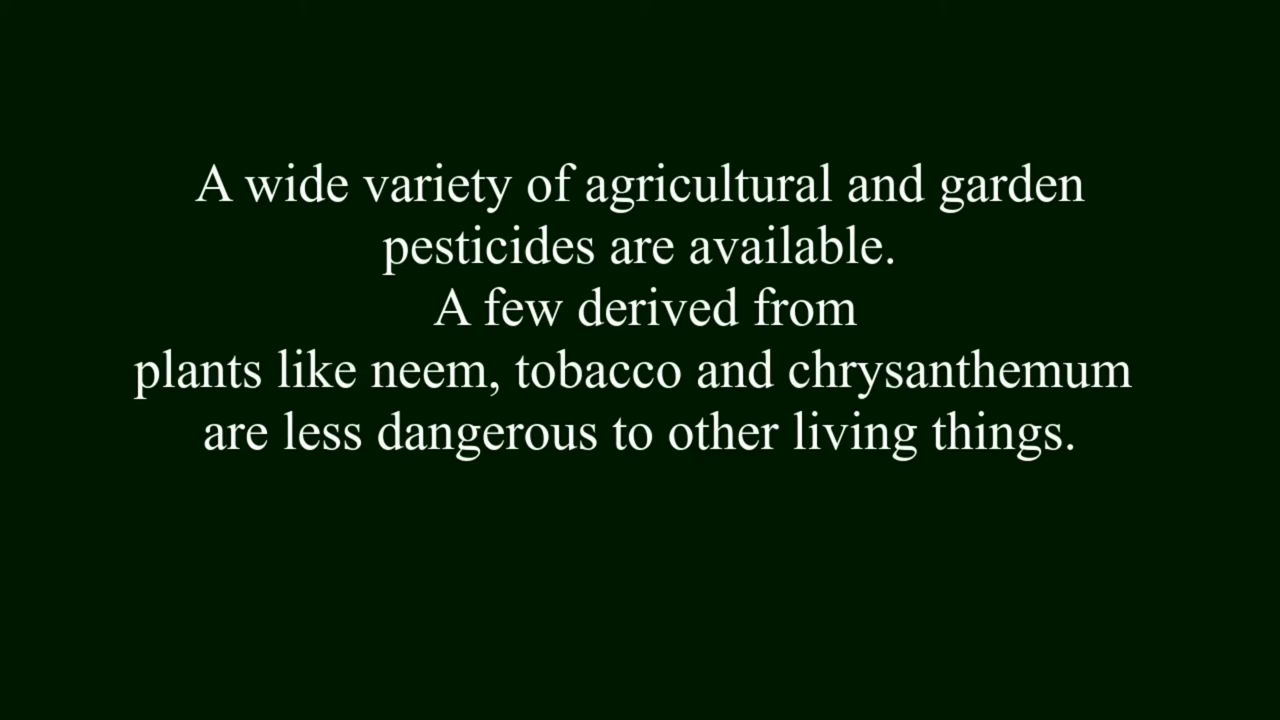 A wide variety of agricultural and garden
pesticides are available.
A few derived from
plants like neem, tobacco and chrysanthemum
are less dangerous to other living things.